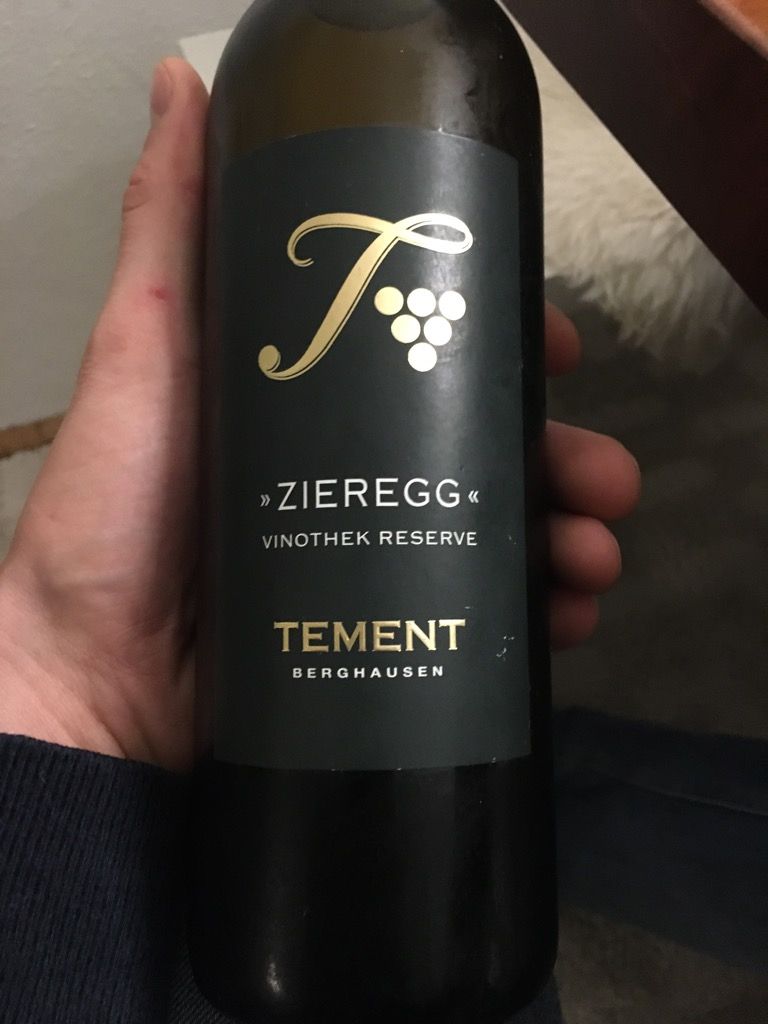 T
»ZIEREGG«
VINOTHEK RESERVE
TEMENT
BERGHAUSEN